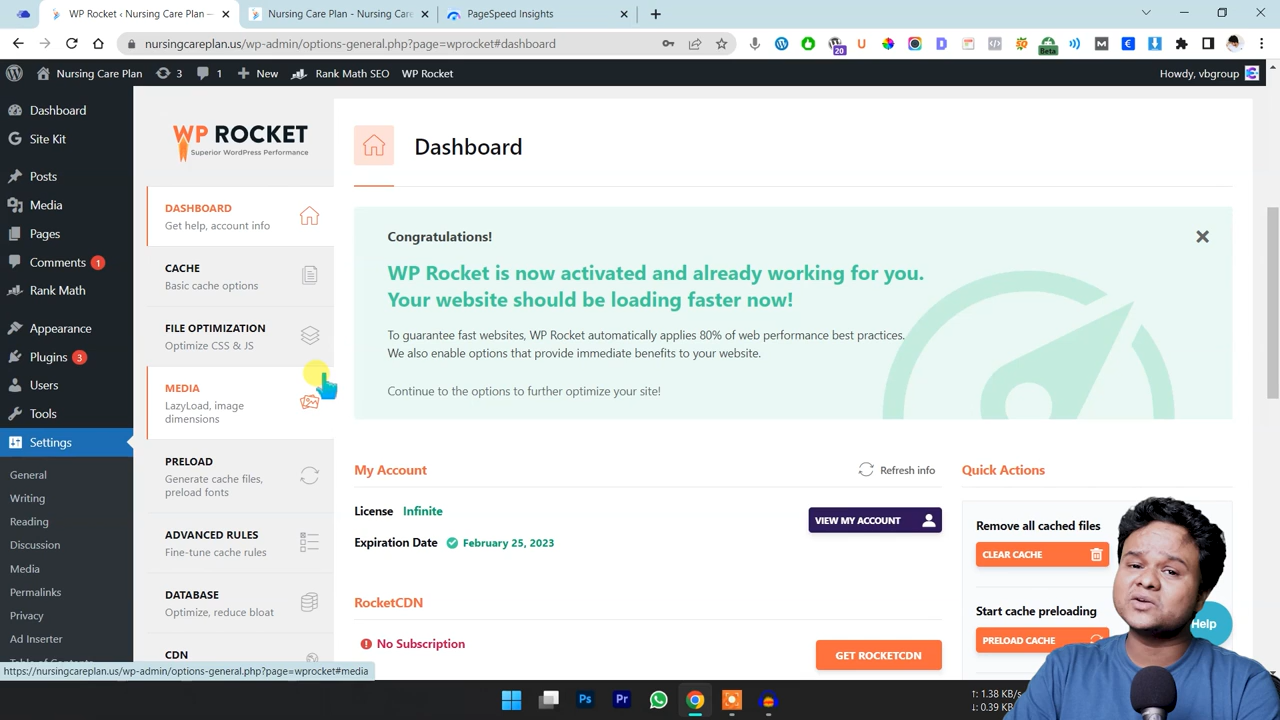 WP Rocket - Nursing Care Plan -
Nursing Care Plan - Nursing Care
PageSpeed Insights
nursingcareplan.us/wp-admin/options-general.php?page=wprocket#dashboard
20
Beta
Nursing Care Plan
3
1
New
Rank Math SEO
WP Rocket
Howdy, vbgroup
Dashboard
Site Kit
Posts
Media
Pages
Comments 1
Rank Math
Appearance
Plugins 3
Users
Tools
Settings
General
Writing
Reading
Discussion
Media
Permalinks
Privacy
Ad Inserter
WP ROCKET
Superior WordPress Performance
DASHBOARD
Get help, account info
CACHE
Basic cache options
FILE OPTIMIZATION
Optimize CSS & JS
MEDIA
LazyLoad, image
dimensions
PRELOAD
Generate cache files,
preload fonts
ADVANCED RULES
Fine-tune cache rules
DATABASE
Optimize, reduce bloat
CDN
Dashboard
Congratulations!
WP Rocket is now activated and already working for you.
Your website should be loading faster now!
To guarantee fast websites, WP Rocket automatically applies 80% of web performance best practices.
We also enable options that provide immediate benefits to your website.
Continue to the options to further optimize your site!
My Account
Refresh info
License Infinite
VIEW MY ACCOUNT
Expiration Date February 25, 2023
RocketCDN
No Subscription
GET ROCKETCDN
Quick Actions
Remove all cached files
CLEAR CACHE
Start cache preloading
PRELOAD CACHE
Help
https://nursingcareplan.us/wp-admin/options-general.php?page=wprocket#media
Ps
Pr
↑: 1.38 KB/s
↓: 0.39 KB